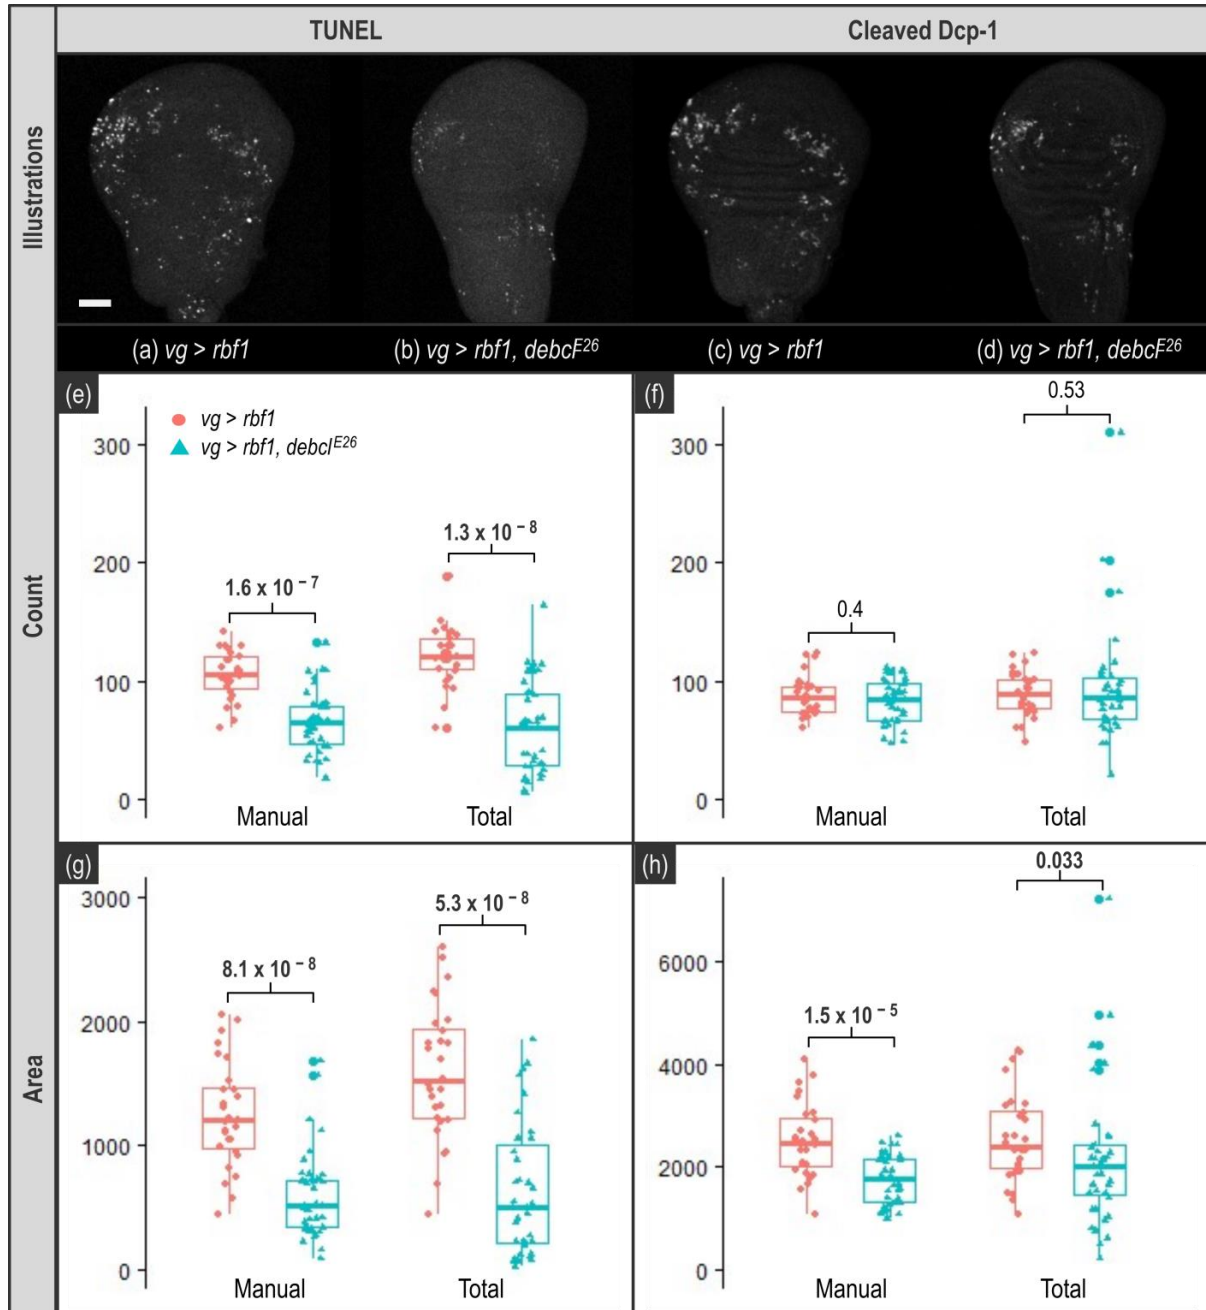 TUNEL
Cleaved Dcp-1
Illustrations
(a) vg > rbf1
(b) vg > rbf1, debclᴱ²⁶
(c) vg > rbf1
(d) vg > rbf1, debclᴱ²⁶
Count
(e)
vg > rbf1
vg > rbf1, debclᴱ²⁶
300
200
100
0
1.6 x 10⁻⁷
1.3 x 10⁻⁸
Manual
Total
(f)
300
200
100
0
0.4
0.53
Manual
Total
Area
(g)
3000
2000
1000
0
8.1 x 10⁻⁸
5.3 x 10⁻⁸
Manual
Total
(h)
6000
4000
2000
0
1.5 x 10⁻⁵
0.033
Manual
Total